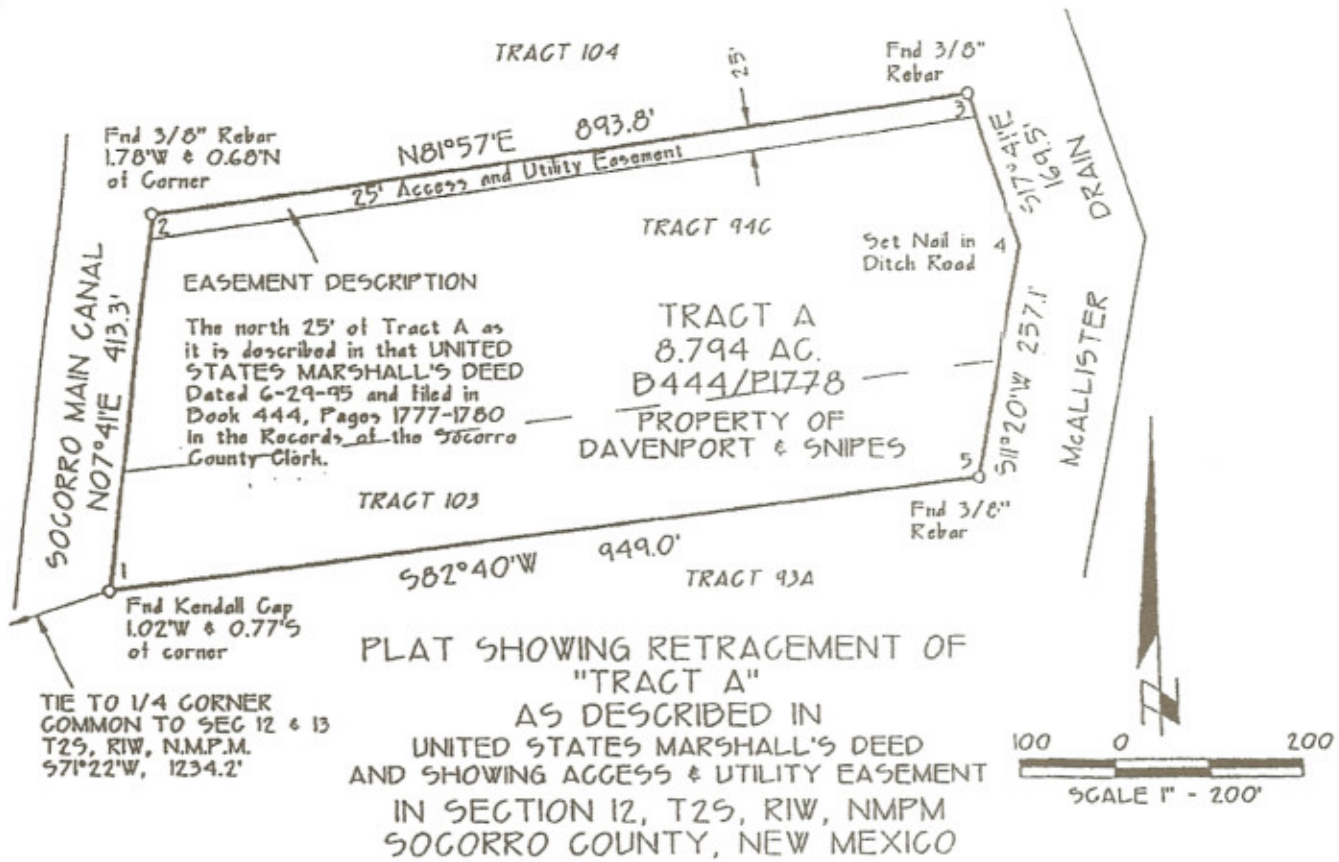 TRACT 104
25'
Fnd 3/8"
Rebar
3
Fnd 3/8" Rebar
1.78'W & 0.68'N
of Corner
N81°57'E 893.8'
25' Access and Utility Easement
2
S17°41'E
169.5'
DRAIN
TRACT 94C
Set Nail in
Ditch Road
4
SOCORRO MAIN CANAL
N07°41'E 413.3'
EASEMENT DESCRIPTION
The north 25' of Tract A as
it is described in that UNITED
STATES MARSHALL'S DEED
Dated 6-29-95 and filed in
Book 444, Pages 1777-1780
in the Records of the Socorro
County Clerk.
TRACT A
8.794 AC.
B444/P1778
PROPERTY OF
DAVENPORT & SNIPES
S11°20'W 257.1'
McALLISTER
5
Fnd 3/8"
Rebar
TRACT 103
S82°40'W 949.0'
TRACT 93A
1
Fnd Kendall Cap
1.02'W & 0.77'S
of corner
TIE TO 1/4 CORNER
COMMON TO SEC 12 & 13
T2S, R1W, N.M.P.M.
S71°22'W, 1234.2'
PLAT SHOWING RETRACEMENT OF
"TRACT A"
AS DESCRIBED IN
UNITED STATES MARSHALL'S DEED
AND SHOWING ACCESS & UTILITY EASEMENT
IN SECTION 12, T2S, R1W, NMPM
SOCORRO COUNTY, NEW MEXICO
N
100 0 200
SCALE 1" - 200'